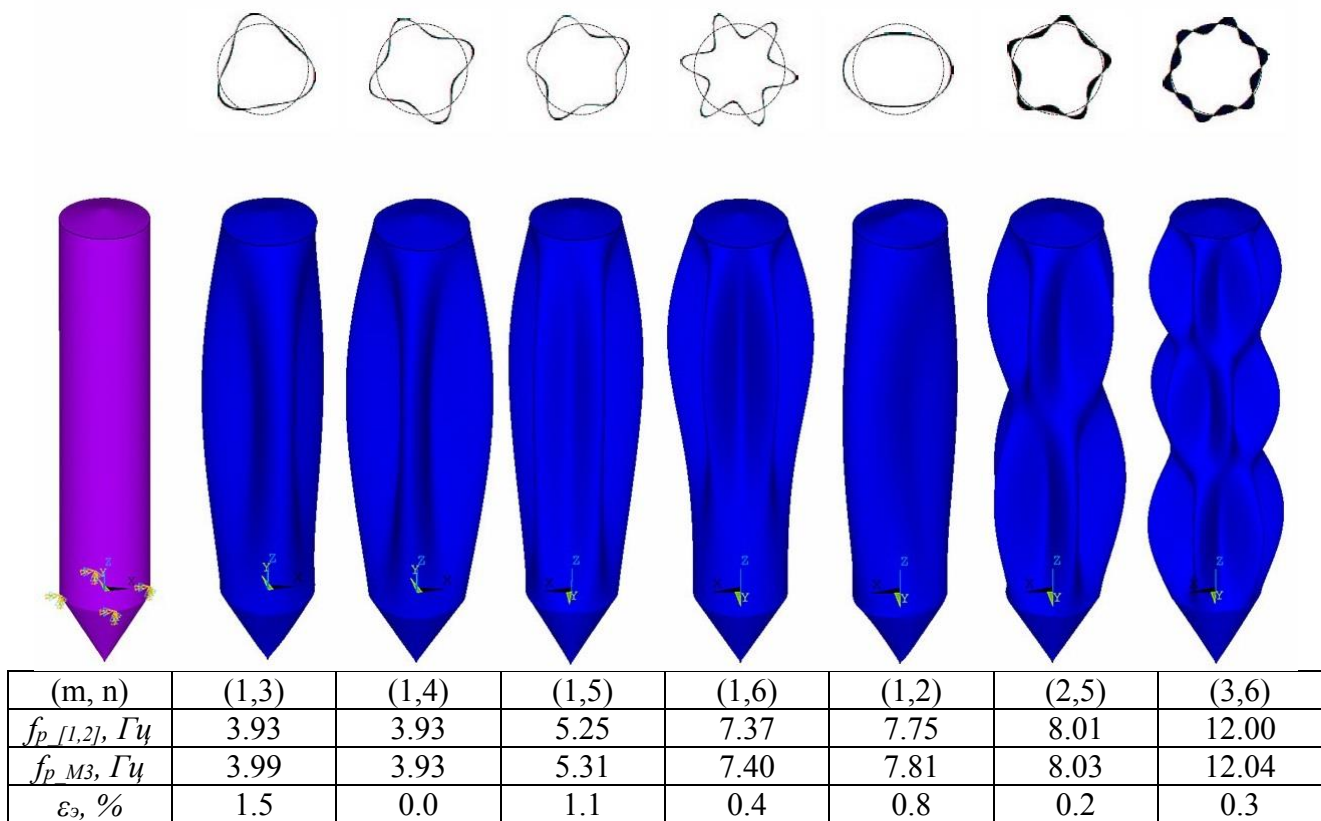 Z
Y
X
Z
Y
X
Z
Y
X
Z
X
Y
Z
X
Y
Z
X
Y
Z
X
Y
Z
X
Y
(m, n) (1,3) (1,4) (1,5) (1,6) (1,2) (2,5) (3,6)
fp_[1,2], Гц 3.93 3.93 5.25 7.37 7.75 8.01 12.00
fp_МЗ, Гц 3.99 3.93 5.31 7.40 7.81 8.03 12.04
εэ, % 1.5 0.0 1.1 0.4 0.8 0.2 0.3